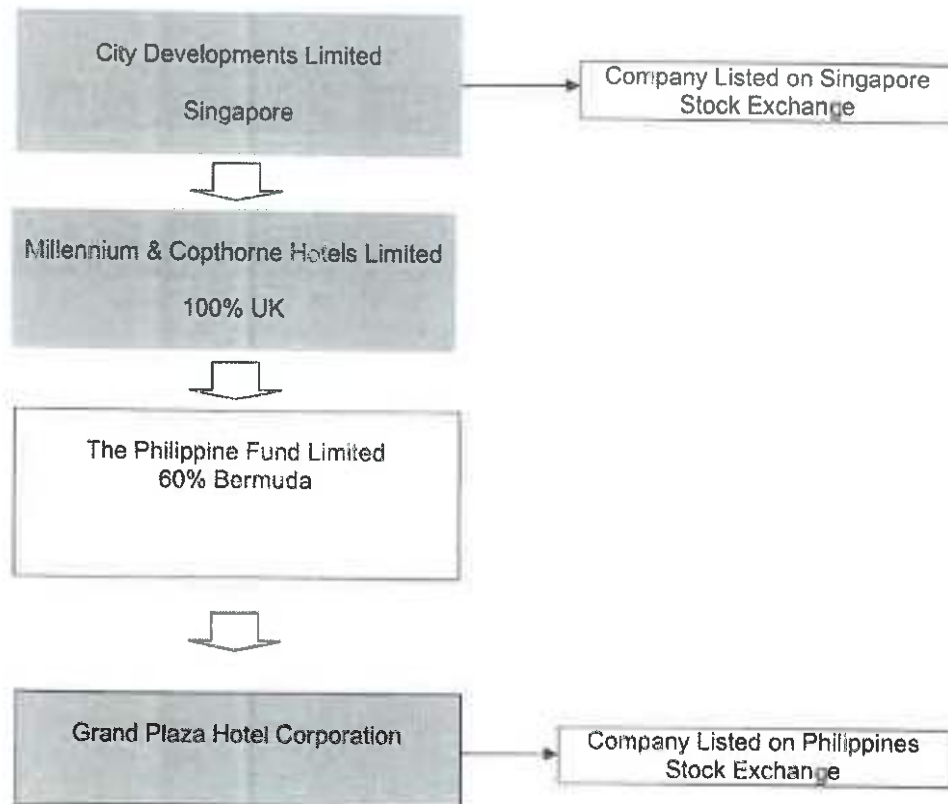 City Developments Limited
Singapore
Company Listed on Singapore
Stock Exchange
Millennium & Copthorne Hotels Limited
100% UK
The Philippine Fund Limited
60% Bermuda
Grand Plaza Hotel Corporation
Company Listed on Philippines
Stock Exchange